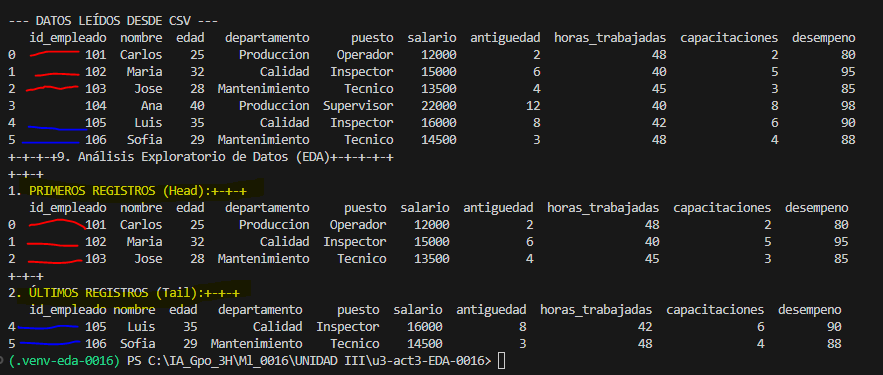 --- DATOS LEÍDOS DESDE CSV ---
id_empleado nombre edad departamento puesto salario antiguedad horas_trabajadas capacitaciones desempeno
0 101 Carlos 25 Produccion Operador 12000 2 48 2 80
1 102 Maria 32 Calidad Inspector 15000 6 40 5 95
2 103 Jose 28 Mantenimiento Tecnico 13500 4 45 3 85
3 104 Ana 40 Produccion Supervisor 22000 12 40 8 98
4 105 Luis 35 Calidad Inspector 16000 8 42 6 90
5 106 Sofia 29 Mantenimiento Tecnico 14500 3 48 4 88
+-+-+-+9. Análisis Exploratorio de Datos (EDA)+-+-+-+-+
+-+-+
1. PRIMEROS REGISTROS (Head):+-+-+
id_empleado nombre edad departamento puesto salario antiguedad horas_trabajadas capacitaciones desempeno
0 101 Carlos 25 Produccion Operador 12000 2 48 2 80
1 102 Maria 32 Calidad Inspector 15000 6 40 5 95
2 103 Jose 28 Mantenimiento Tecnico 13500 4 45 3 85
+-+-+
2. ÚLTIMOS REGISTROS (Tail):+-+-+
id_empleado nombre edad departamento puesto salario antiguedad horas_trabajadas capacitaciones desempeno
4 105 Luis 35 Calidad Inspector 16000 8 42 6 90
5 106 Sofia 29 Mantenimiento Tecnico 14500 3 48 4 88
(.venv-eda-0016) PS C:\IA_Gpo_3H\Ml_0016\UNIDAD III\u3-act3-EDA-0016>